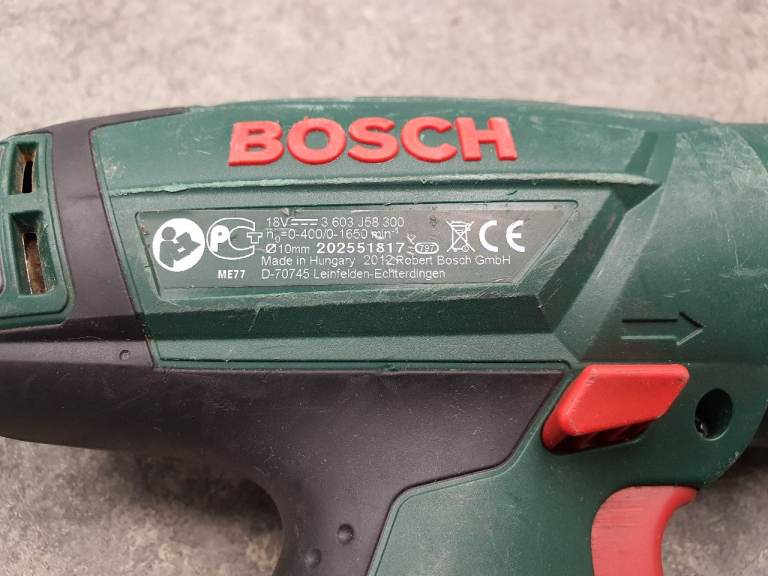 BOSCH
18V 3 603 J58 300
n₀=0-400/0-1650 min⁻¹
Ø10mm 202551817 797
Made in Hungary 2012 Robert Bosch GmbH
ME77 D-70745 Leinfelden-Echterdingen